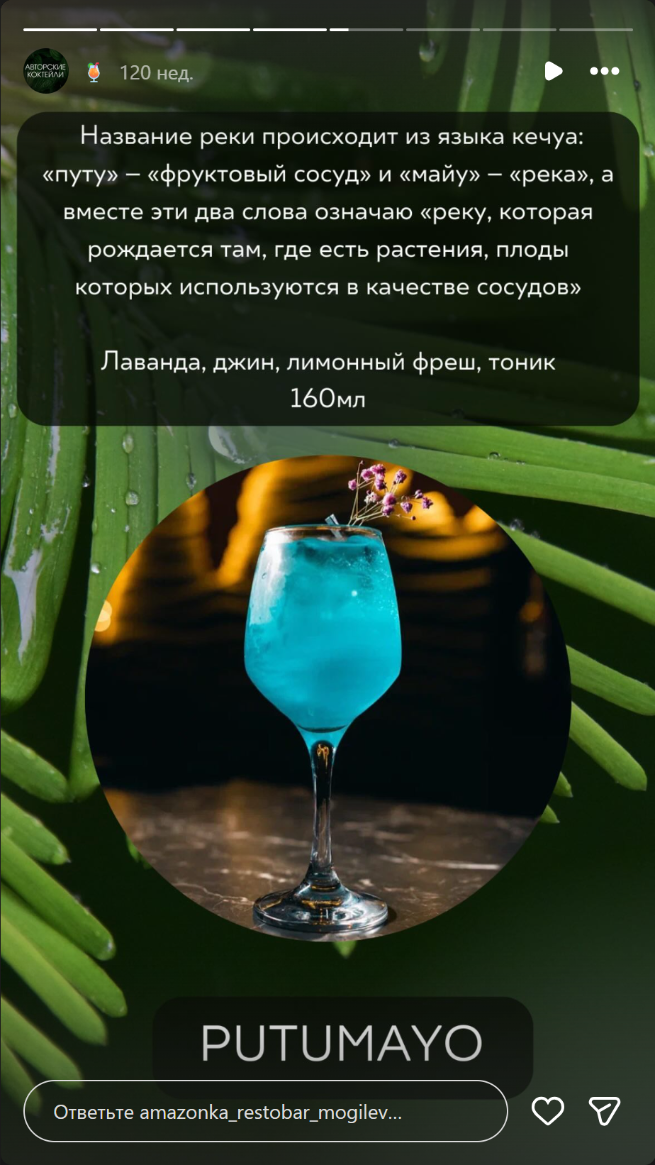 АВТОРСКИЕ
КОКТЕЙЛИ
120 нед.
Название реки происходит из языка кечуа:
«путу» – «фруктовый сосуд» и «майу» – «река», а
вместе эти два слова означаю «реку, которая
рождается там, где есть растения, плоды
которых используются в качестве сосудов»
Лаванда, джин, лимонный фреш, тоник
160мл
PUTUMAYO
Ответьте amazonka_restobar_mogilev...